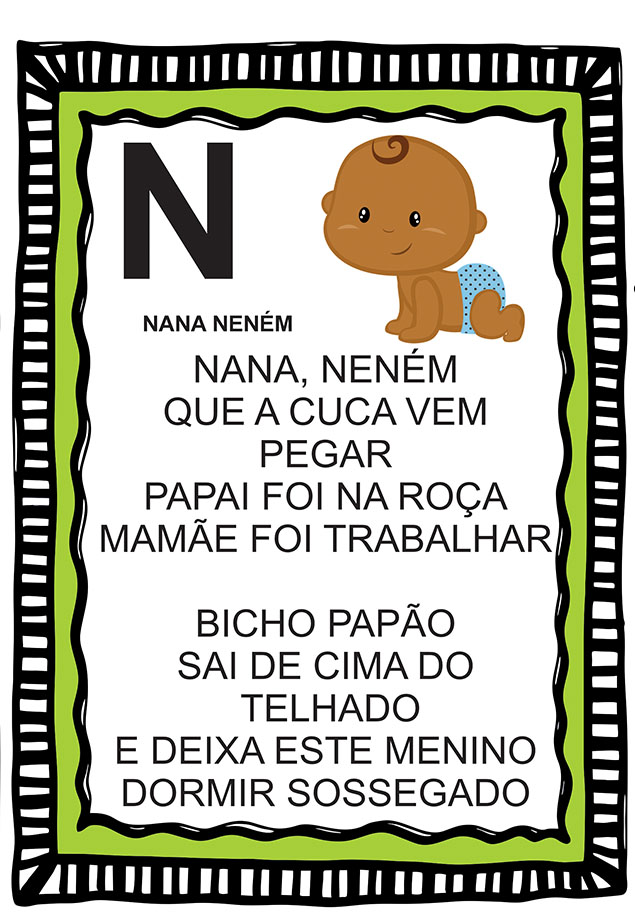 N
NANA NENÉM
NANA, NENÉM
QUE A CUCA VEM
PEGAR
PAPAI FOI NA ROÇA
MAMÃE FOI TRABALHAR
BICHO PAPÃO
SAI DE CIMA DO
TELHADO
E DEIXA ESTE MENINO
DORMIR SOSSEGADO